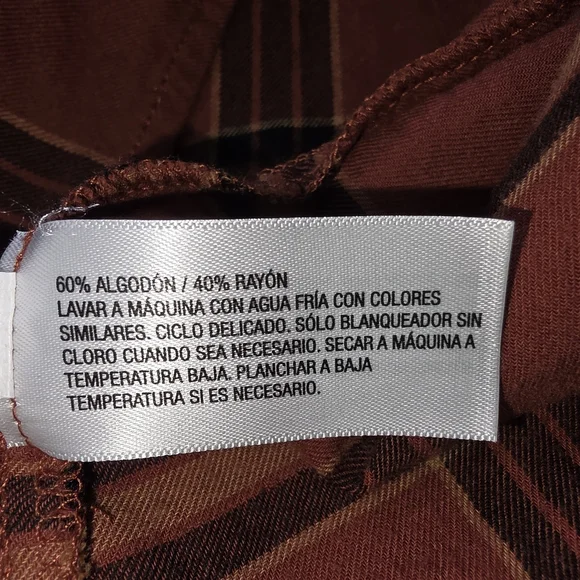 60% ALGODÓN / 40% RAYÓN
LAVAR A MÁQUINA CON AGUA FRÍA CON COLORES
SIMILARES. CICLO DELICADO. SÓLO BLANQUEADOR SIN
CLORO CUANDO SEA NECESARIO. SECAR A MÁQUINA A
TEMPERATURA BAJA. PLANCHAR A BAJA
TEMPERATURA SI ES NECESARIO.